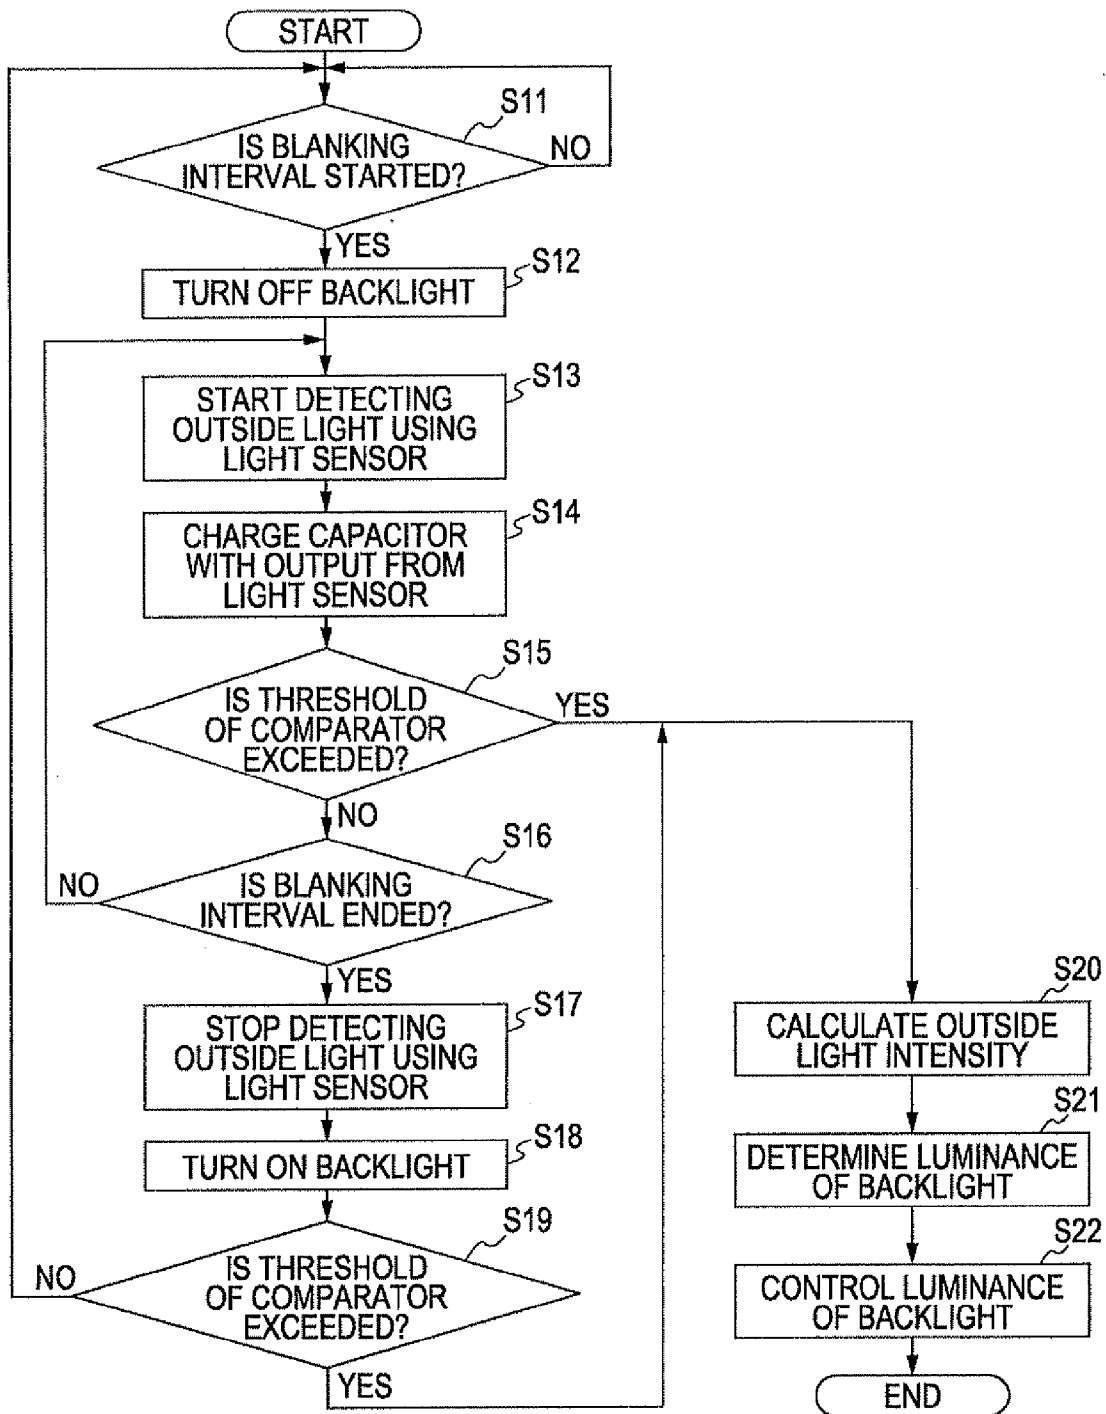 START
S11
IS BLANKING
INTERVAL STARTED?
NO
YES
S12
TURN OFF BACKLIGHT
S13
START DETECTING
OUTSIDE LIGHT USING
LIGHT SENSOR
S14
CHARGE CAPACITOR
WITH OUTPUT FROM
LIGHT SENSOR
S15
IS THRESHOLD
OF COMPARATOR
EXCEEDED?
YES
NO
S16
IS BLANKING
INTERVAL ENDED?
NO
YES
S17
STOP DETECTING
OUTSIDE LIGHT USING
LIGHT SENSOR
S18
TURN ON BACKLIGHT
S19
IS THRESHOLD
OF COMPARATOR
EXCEEDED?
NO
YES
S20
CALCULATE OUTSIDE
LIGHT INTENSITY
S21
DETERMINE LUMINANCE
OF BACKLIGHT
S22
CONTROL LUMINANCE
OF BACKLIGHT
END